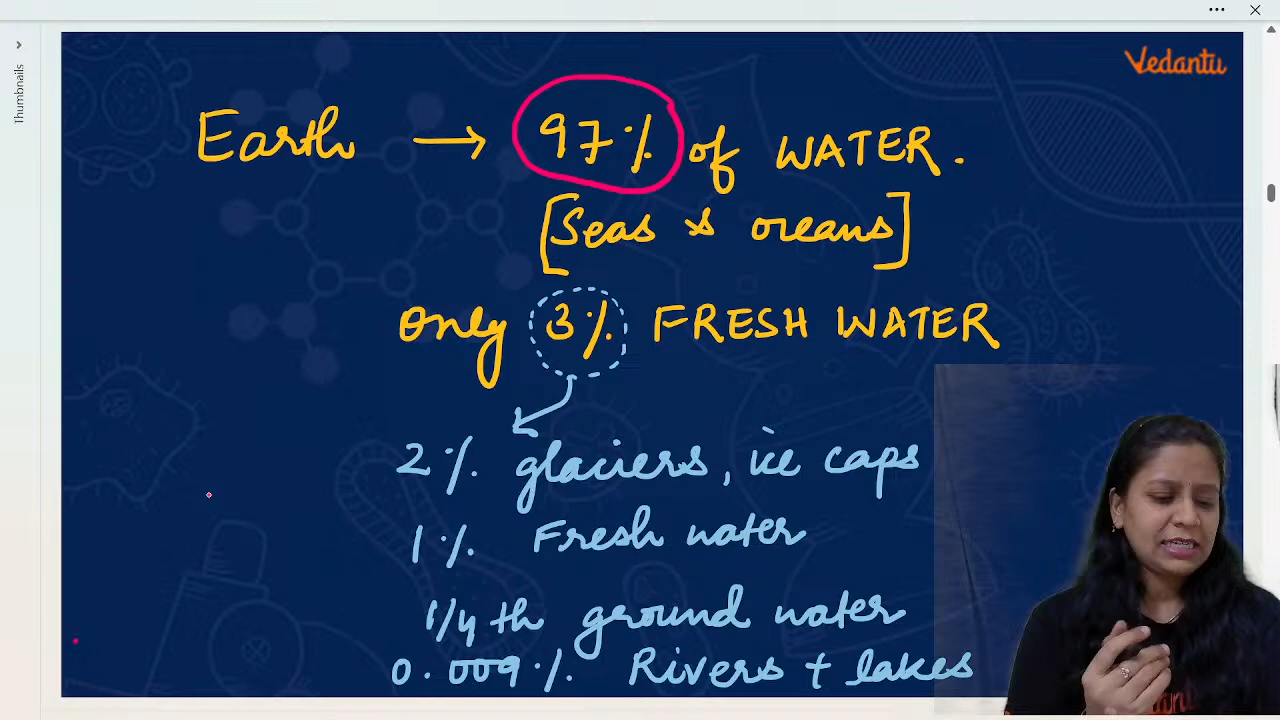 Thumbnails
Vedantu
Earth → 97% of WATER.
[Seas & oceans]
only 3% FRESH WATER
2% glaciers, ice caps
1% Fresh water
1/4 th ground water
0.009% Rivers + lakes